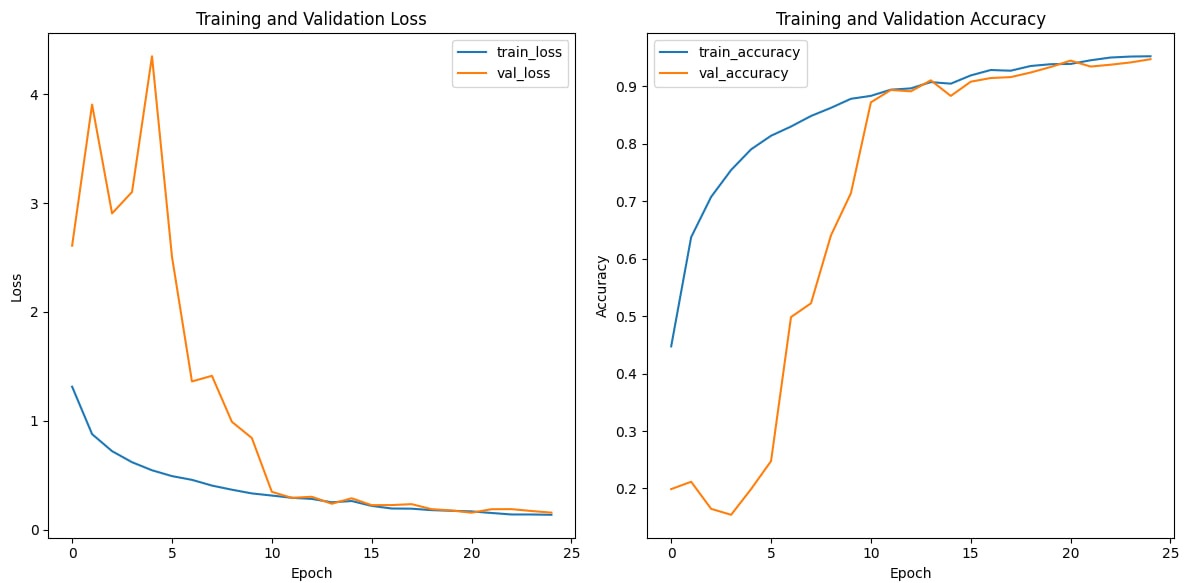 Training and Validation Loss
train_loss
val_loss
4
3
2
1
0
Loss
0
5
10
15
20
25
Epoch
Training and Validation Accuracy
train_accuracy
val_accuracy
0.9
0.8
0.7
0.6
0.5
0.4
0.3
0.2
Accuracy
0
5
10
15
20
25
Epoch